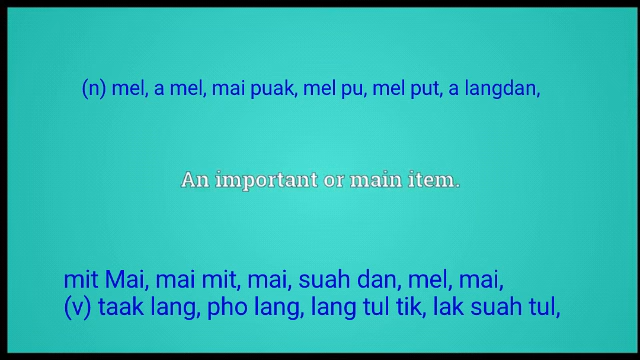 (n) mel, a mel, mai puak, mel pu, mel put, a langdan,
An important or main item.
mit Mai, mai mit, mai, suah dan, mel, mai,
(v) taak lang, pho lang, lang tul tik, lak suah tul,